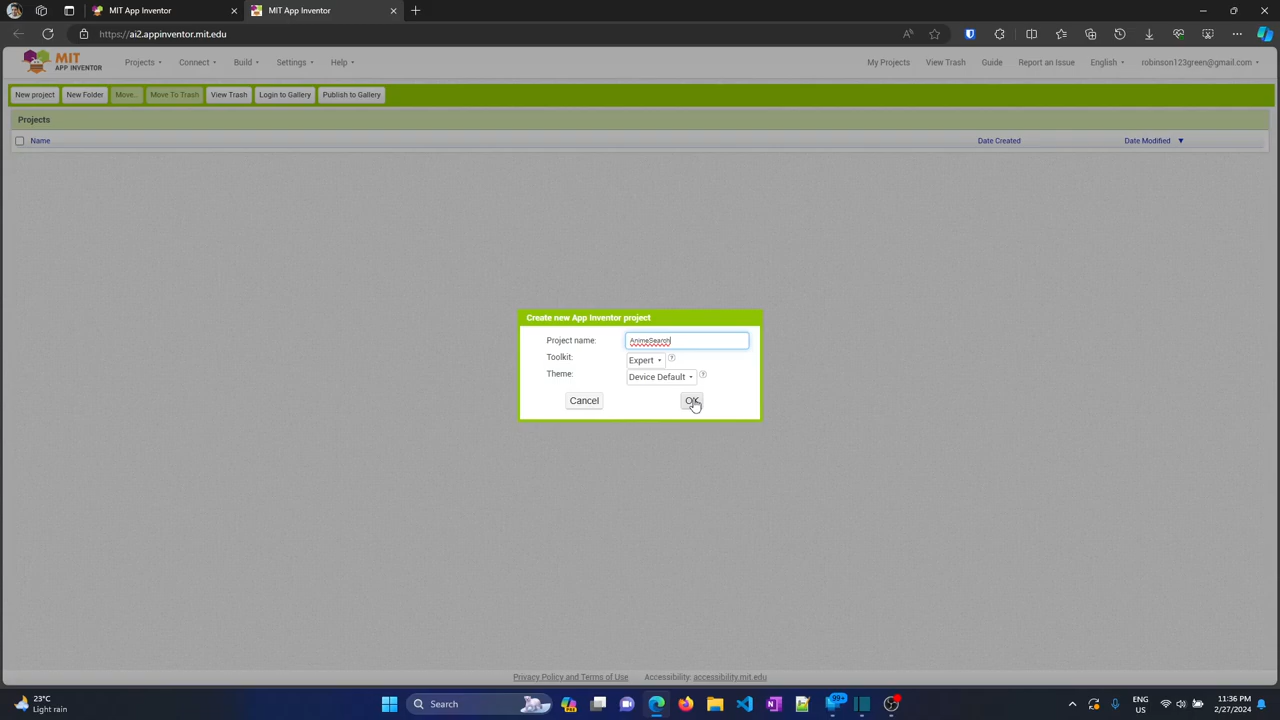 MIT App Inventor
MIT App Inventor
https://ai2.appinventor.mit.edu
MIT
APP INVENTOR
Projects
Connect
Build
Settings
Help
My Projects
View Trash
Guide
Report an Issue
English
robinson123green@gmail.com
New project
New Folder
Move...
Move To Trash
View Trash
Login to Gallery
Publish to Gallery
Projects
Name
Date Created
Date Modified
Create new App Inventor project
Project name:
AnimeSearch
Toolkit:
Expert
Theme:
Device Default
Cancel
OK
Privacy Policy and Terms of Use
Accessibility: accessibility.mit.edu
23°C
Light rain
Search
99+
ENG
US
11:36 PM
2/27/2024